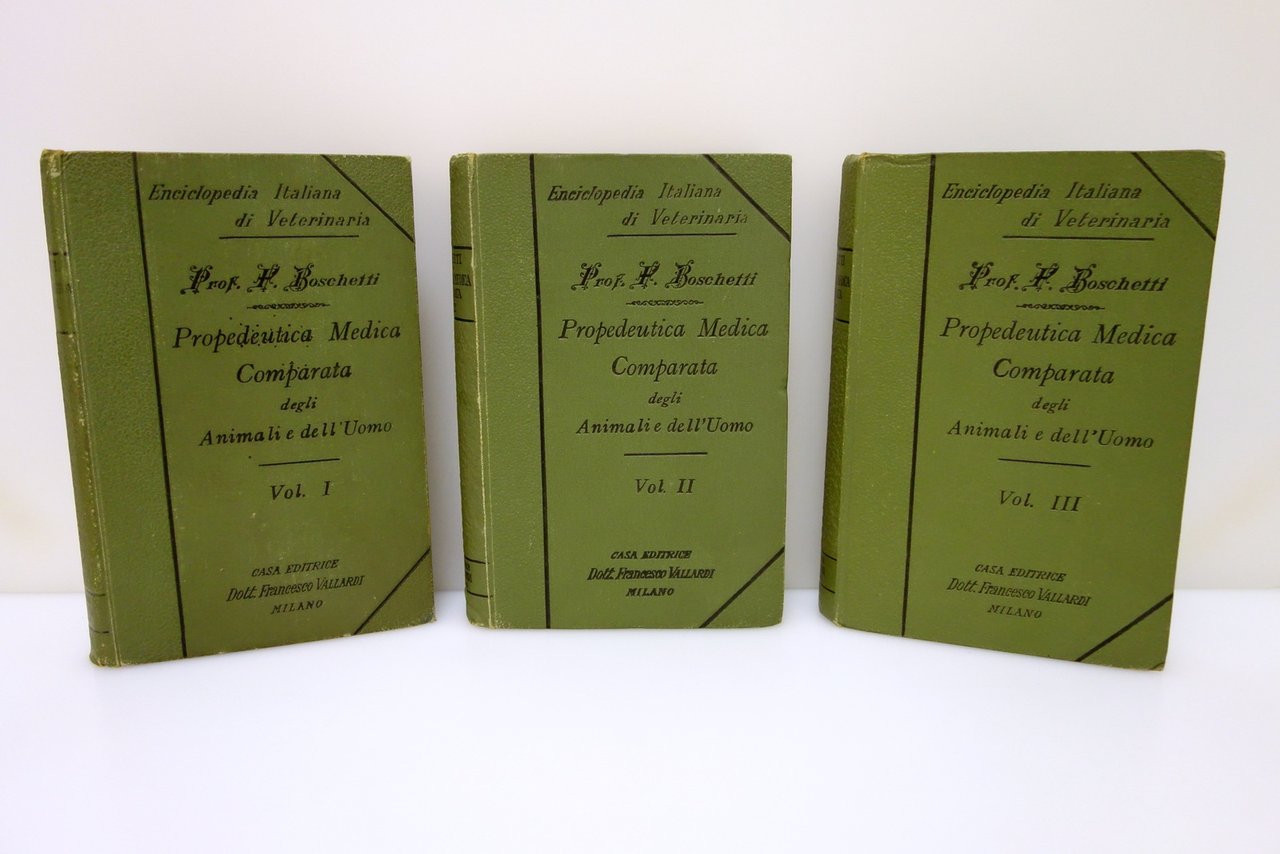 Enciclopedia Italiana
di Veterinaria
Prof. F. Boschetti
Propedeutica Medica
Comparata
degli
Animali e dell'Uomo
Vol. I
CASA EDITRICE
Dott. Francesco VALLARDI
MILANO
Enciclopedia Italiana
di Veterinaria
Prof. F. Boschetti
Propedeutica Medica
Comparata
degli
Animali e dell'Uomo
Vol. II
CASA EDITRICE
Dott. Francesco VALLARDI
MILANO
Enciclopedia Italiana
di Veterinaria
Prof. F. Boschetti
Propedeutica Medica
Comparata
degli
Animali e dell'Uomo
Vol. III
CASA EDITRICE
Dott. Francesco VALLARDI
MILANO